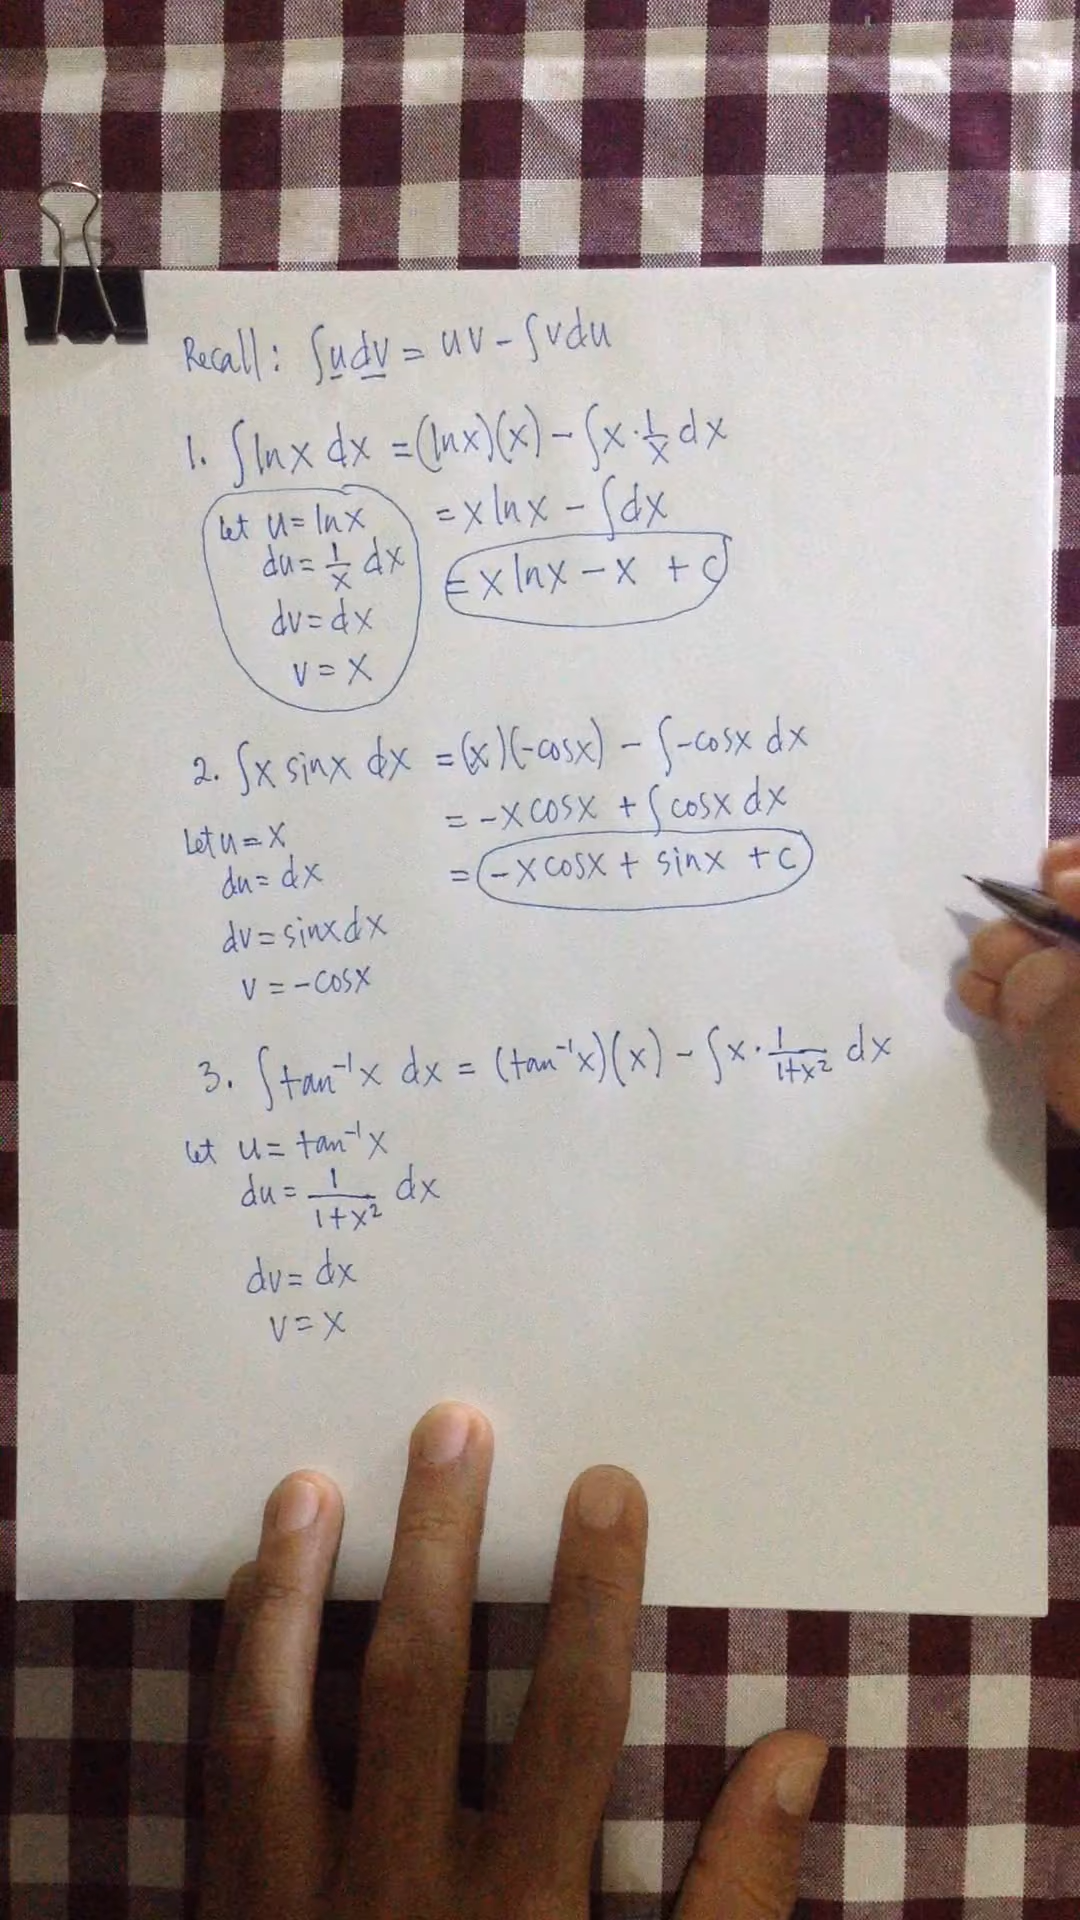 Recall: ∫udv = uv - ∫vdu
1. ∫lnx dx = (lnx)(x) - ∫x·1/x dx
= x lnx - ∫dx
= x lnx - x + c
let u = lnx
du = 1/x dx
dv = dx
v = x
2. ∫x sinx dx = (x)(-cosx) - ∫-cosx dx
= -x cosx + ∫cosx dx
= -x cosx + sinx + c
Let u = x
du = dx
dv = sinx dx
v = -cosx
3. ∫tan⁻¹x dx = (tan⁻¹x)(x) - ∫x·1/(1+x²) dx
let u = tan⁻¹x
du = 1/(1+x²) dx
dv = dx
v = x